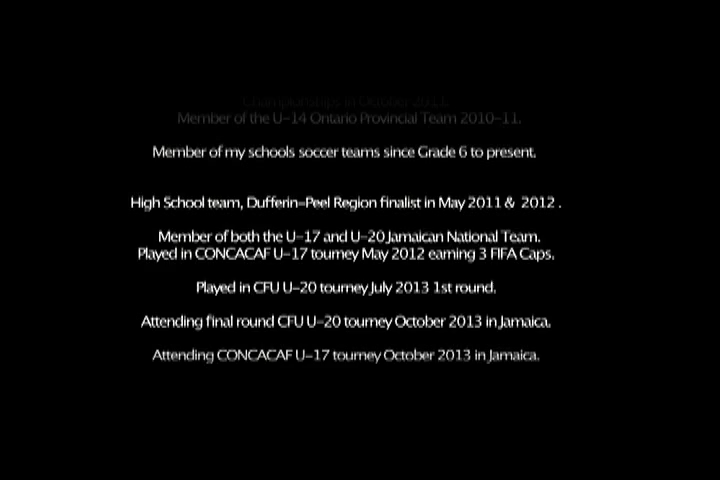 Championships in October 2011.
Member of the U-14 Ontario Provincial Team 2010-11.
Member of my schools soccer teams since Grade 6 to present.
High School team, Dufferin-Peel Region finalist in May 2011 & 2012 .
Member of both the U-17 and U-20 Jamaican National Team.
Played in CONCACAF U-17 tourney May 2012 earning 3 FIFA Caps.
Played in CFU U-20 tourney July 2013 1st round.
Attending final round CFU U-20 tourney October 2013 in Jamaica.
Attending CONCACAF U-17 tourney October 2013 in Jamaica.